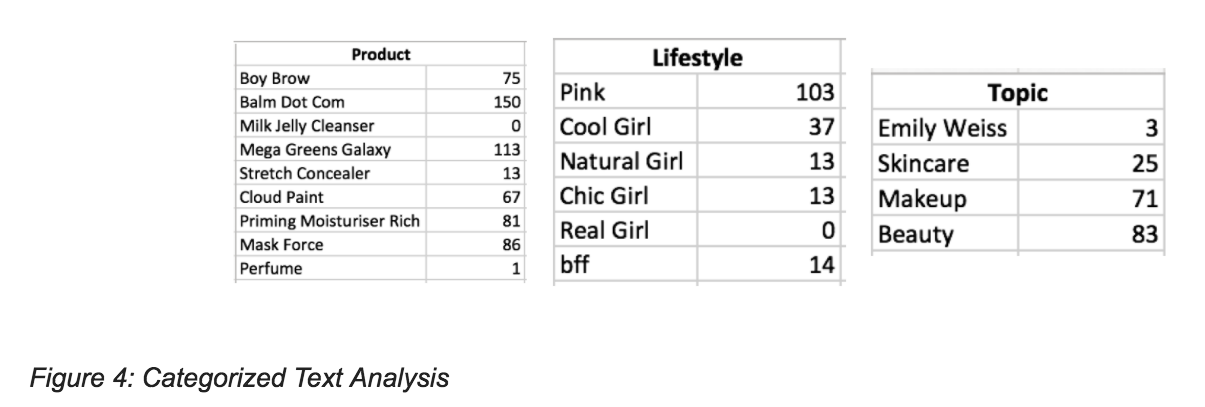 Product
Boy Brow 75
Balm Dot Com 150
Milk Jelly Cleanser 0
Mega Greens Galaxy 113
Stretch Concealer 13
Cloud Paint 67
Priming Moisturiser Rich 81
Mask Force 86
Perfume 1
Lifestyle
Pink 103
Cool Girl 37
Natural Girl 13
Chic Girl 13
Real Girl 0
bff 14
Topic
Emily Weiss 3
Skincare 25
Makeup 71
Beauty 83
Figure 4: Categorized Text Analysis